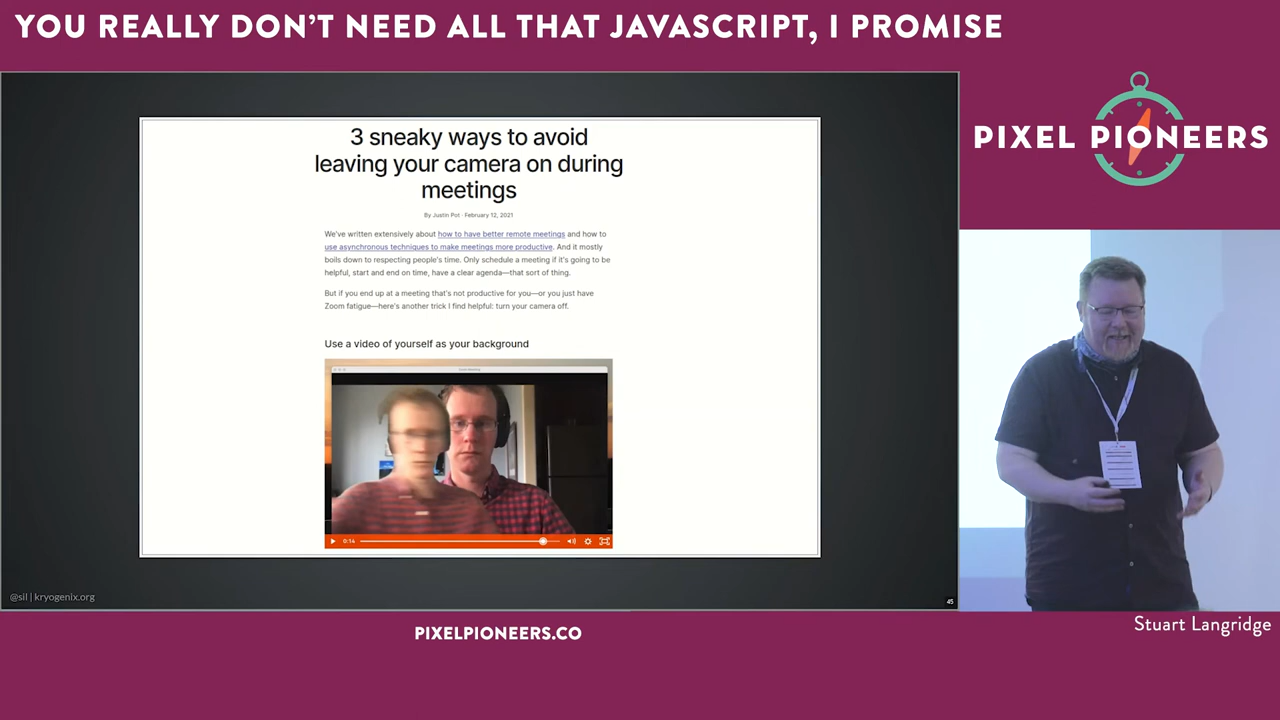 YOU REALLY DON'T NEED ALL THAT JAVASCRIPT, I PROMISE
PIXEL PIONEERS
3 sneaky ways to avoid
leaving your camera on during
meetings
By Justin Pot · February 12, 2021
We've written extensively about how to have better remote meetings and how to
use asynchronous techniques to make meetings more productive. And it mostly
boils down to respecting people's time. Only schedule a meeting if it's going to be
helpful, start and end on time, have a clear agenda—that sort of thing.
But if you end up at a meeting that's not productive for you—or you just have
Zoom fatigue—here's another trick I find helpful: turn your camera off.
Use a video of yourself as your background
0:14
@sil | kryogenix.org
45
Stuart Langridge
PIXELPIONEERS.CO